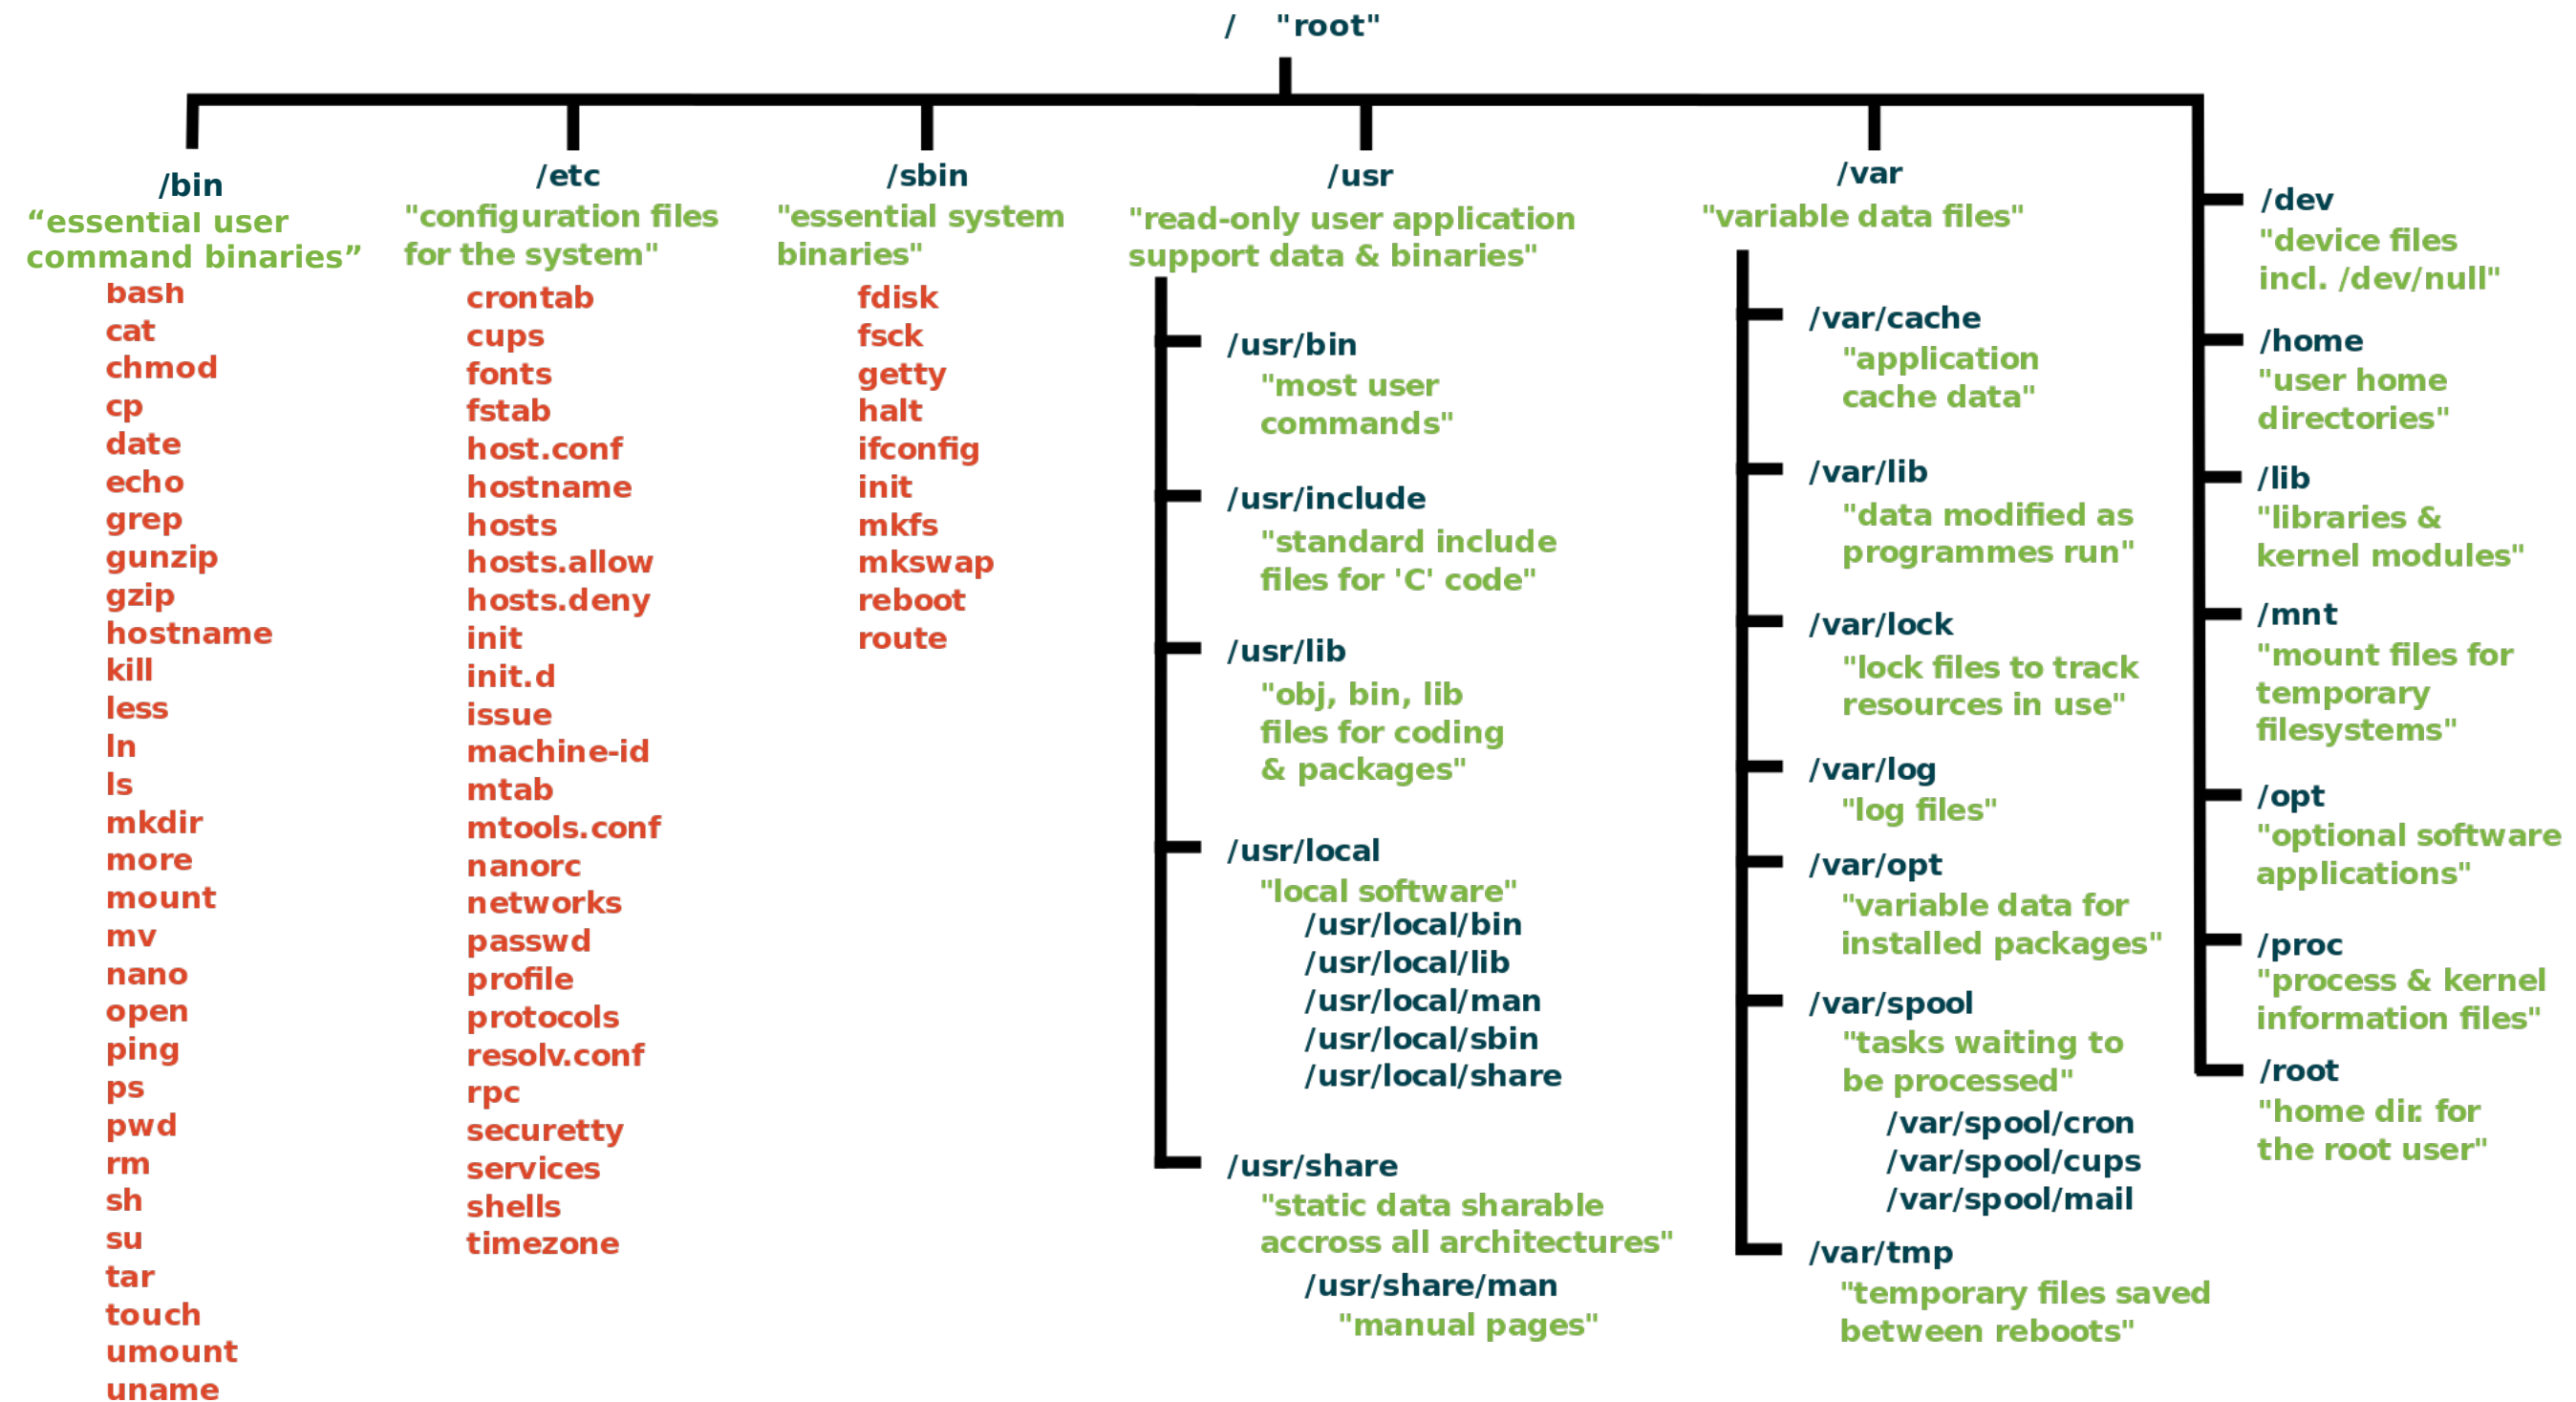 / "root"
/bin
“essential user
command binaries”
bash
cat
chmod
cp
date
echo
grep
gunzip
gzip
hostname
kill
less
ln
ls
mkdir
more
mount
mv
nano
open
ping
ps
pwd
rm
sh
su
tar
touch
umount
uname
/etc
"configuration files
for the system"
crontab
cups
fonts
fstab
host.conf
hostname
hosts
hosts.allow
hosts.deny
init
init.d
issue
machine-id
mtab
mtools.conf
nanorc
networks
passwd
profile
protocols
resolv.conf
rpc
securetty
services
shells
timezone
/sbin
"essential system
binaries"
fdisk
fsck
getty
halt
ifconfig
init
mkfs
mkswap
reboot
route
/usr
"read-only user application
support data & binaries"
/usr/bin
"most user
commands"
/usr/include
"standard include
files for 'C' code"
/usr/lib
"obj, bin, lib
files for coding
& packages"
/usr/local
"local software"
/usr/local/bin
/usr/local/lib
/usr/local/man
/usr/local/sbin
/usr/local/share
/usr/share
"static data sharable
accross all architectures"
/usr/share/man
"manual pages"
/var
"variable data files"
/var/cache
"application
cache data"
/var/lib
"data modified as
programmes run"
/var/lock
"lock files to track
resources in use"
/var/log
"log files"
/var/opt
"variable data for
installed packages"
/var/spool
"tasks waiting to
be processed"
/var/spool/cron
/var/spool/cups
/var/spool/mail
/var/tmp
"temporary files saved
between reboots"
/dev
"device files
incl. /dev/null"
/home
"user home
directories"
/lib
"libraries &
kernel modules"
/mnt
"mount files for
temporary
filesystems"
/opt
"optional software
applications"
/proc
"process & kernel
information files"
/root
"home dir. for
the root user"